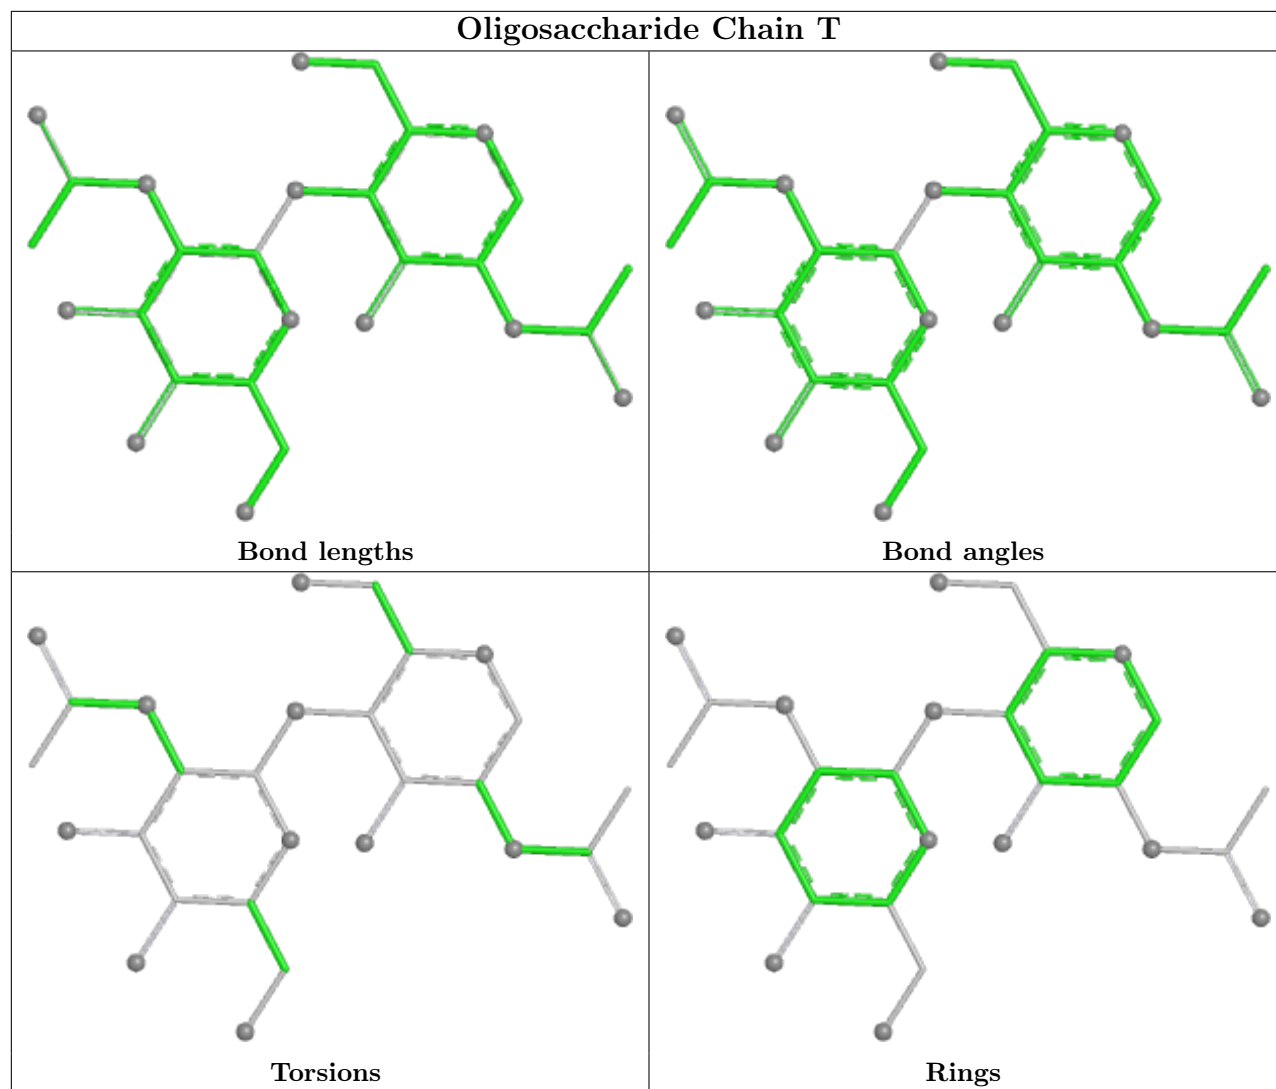 Oligosaccharide Chain T
Bond lengths
Bond angles
Torsions
Rings